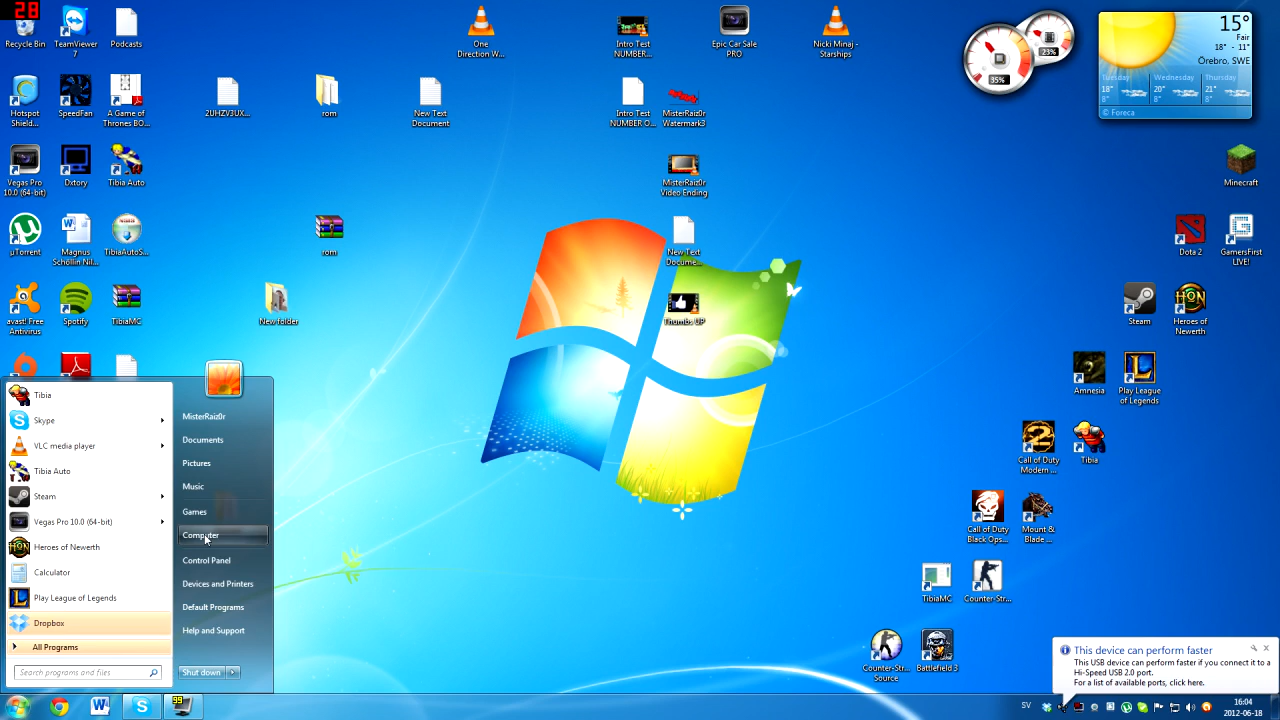 28
Recycle Bin
TeamViewer
7
Podcasts
One
Direction W...
Intro Test
NUMBER...
Epic Car Sale
PRO
Nicki Minaj -
Starships
35%
23%
15°
Fair
18° - 11°
Örebro, SWE
Tuesday
18°
8°
Wednesday
20°
8°
Thursday
21°
8°
© Foreca
Hotspot
Shield...
SpeedFan
A Game of
Thrones BO...
2UHZV3UX...
rom
New Text
Document
Intro Test
NUMBER O...
MisterRaiz0r
Watermark3
Vegas Pro
10.0 (64-bit)
Dxtory
Tibia Auto
MisterRaiz0r
Video Ending
Minecraft
µTorrent
Magnus
Schollin Nil...
TibiaAutoS...
rom
New Text
Docume...
Dota 2
GamersFirst
LIVE!
avast! Free
Antivirus
Spotify
TibiaMC
New folder
Thumbs UP
Steam
Heroes of
Newerth
Amnesia
Play League
of Legends
Call of Duty
Modern ...
Tibia
Call of Duty
Black Ops...
Mount &
Blade ...
TibiaMC
Counter-Str...
Counter-Str...
Source
Battlefield 3
Tibia
Skype
VLC media player
Tibia Auto
Steam
Vegas Pro 10.0 (64-bit)
Heroes of Newerth
Calculator
Play League of Legends
Dropbox
All Programs
Search programs and files
MisterRaiz0r
Documents
Pictures
Music
Games
Computer
Control Panel
Devices and Printers
Default Programs
Help and Support
Shut down
This device can perform faster
This USB device can perform faster if you connect it to a
Hi-Speed USB 2.0 port.
For a list of available ports, click here.
99
SV
16:04
2012-06-18